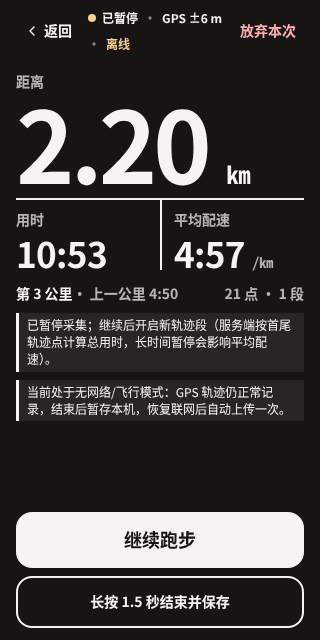 返回
已暂停 • GPS ±6 m
• 离线
放弃本次
距离
2.20 km
用时
10:53
平均配速
4:57 /km
第 3 公里 • 上一公里 4:50
21 点 • 1 段
已暂停采集；继续后开启新轨迹段（服务端按首尾
轨迹点计算总用时，长时间暂停会影响平均配
速）。
当前处于无网络/飞行模式：GPS 轨迹仍正常记
录，结束后暂存本机，恢复联网后自动上传一次。
继续跑步
长按 1.5 秒结束并保存